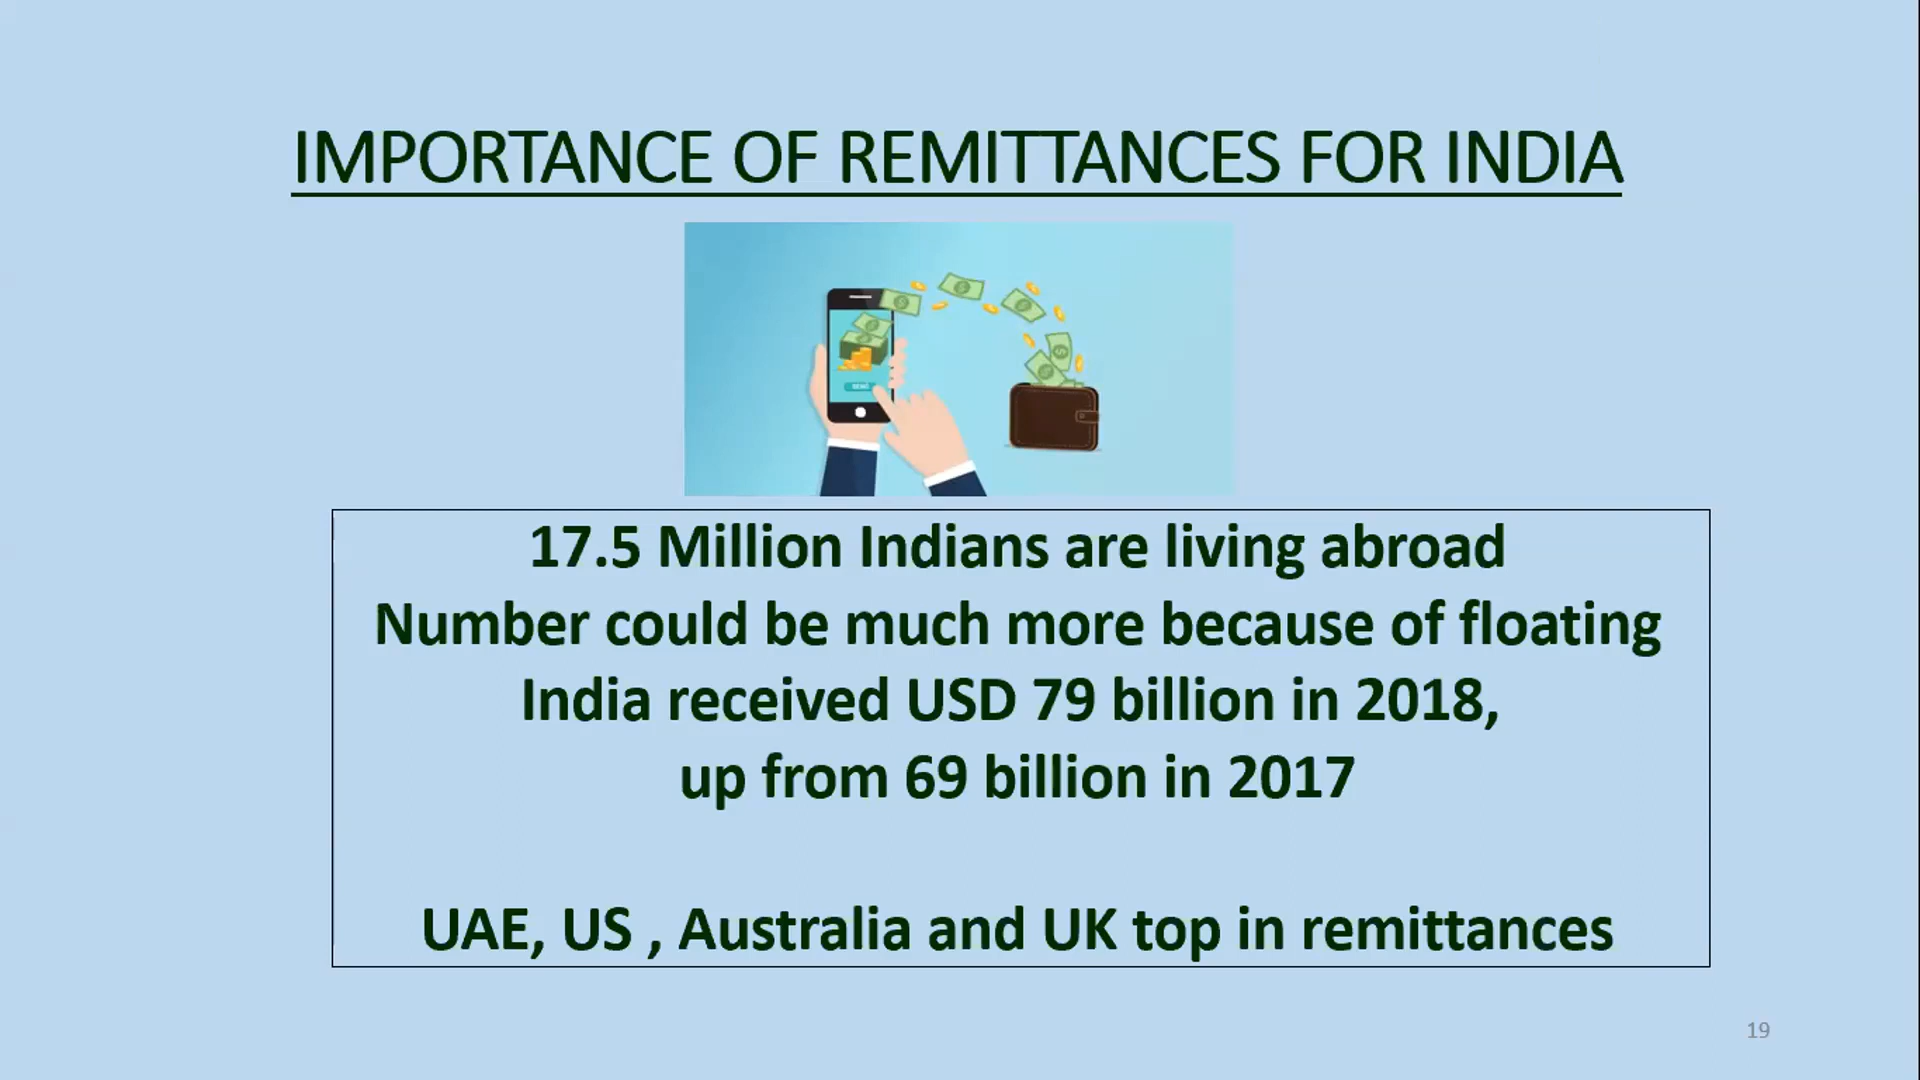 IMPORTANCE OF REMITTANCES FOR INDIA
17.5 Million Indians are living abroad
Number could be much more because of floating
India received USD 79 billion in 2018,
up from 69 billion in 2017
UAE, US , Australia and UK top in remittances
19